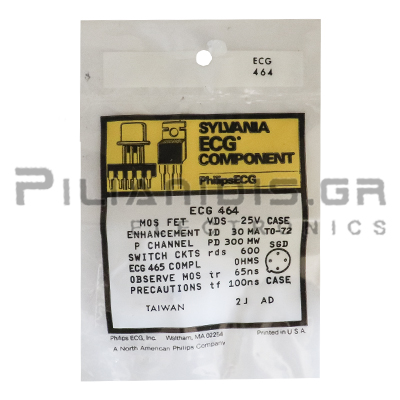 ECG
464
SYLVANIA
ECG®
COMPONENT
PhilipsECG
PILIANIDIS.GR
ELECTRONICS
ECG 464
MOS FET VDS 25V CASE
ENHANCEMENT ID 30 MA TO-72
P CHANNEL PD 300 MW SGD
SWITCH CKTS rds 600
ECG 465 COMPL OHMS
OBSERVE MOS tr 65ns
PRECAUTIONS tf 100ns CASE
TAIWAN 2J AD
Philips ECG, Inc. Waltham, MA 02254 Printed in U S A
A North American Philips Company